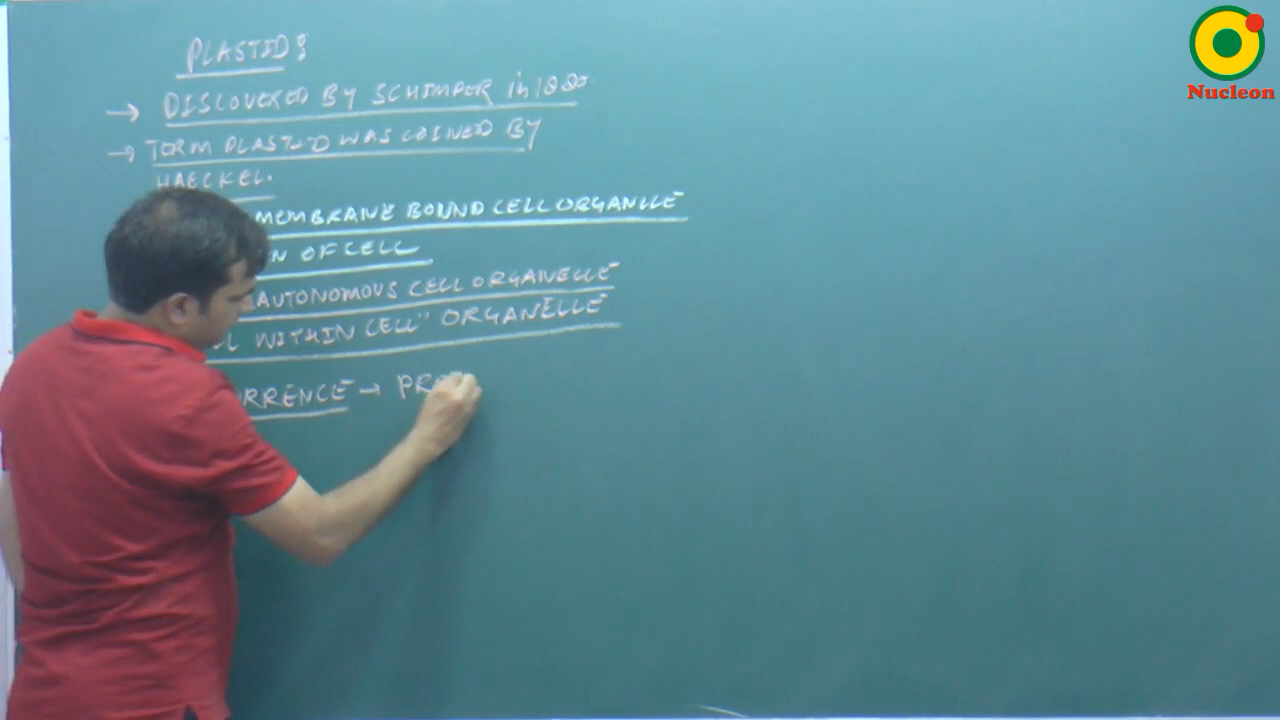 PLASTID:
→ DISCOVERED BY SCHIMPER in 1880.
→ TERM PLASTID WAS COINED BY
HAECKEL.
MEMBRANE BOUND CELL ORGANELLE
OF CELL
AUTONOMOUS CELL ORGANELLE
WITHIN CELL" ORGANELLE
RRENCE → PR
Nucleon